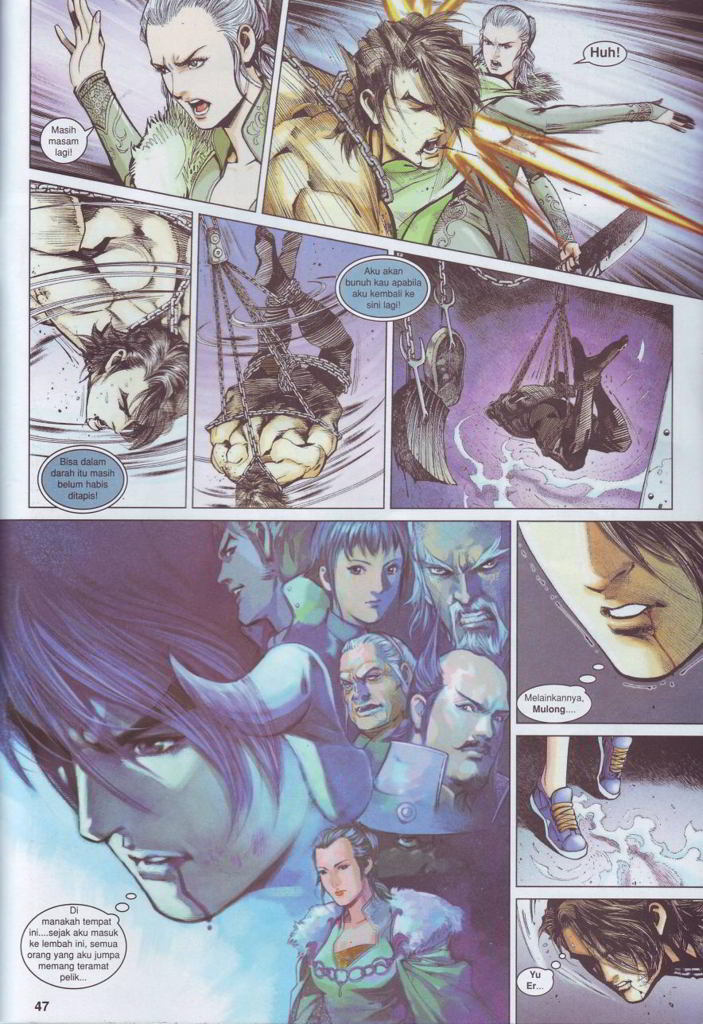 Masih
masam
lagi!
Huh!
Bisa dalam
darah itu masih
belum habis
ditapis!
Aku akan
bunuh kau apabila
aku kembali ke
sini lagi!
Di
manakah tempat
ini....sejak aku masuk
ke lembah ini, semua
orang yang aku jumpa
memang teramat
pelik...
Melainkannya,
Mulong....
Yu
Er...
47